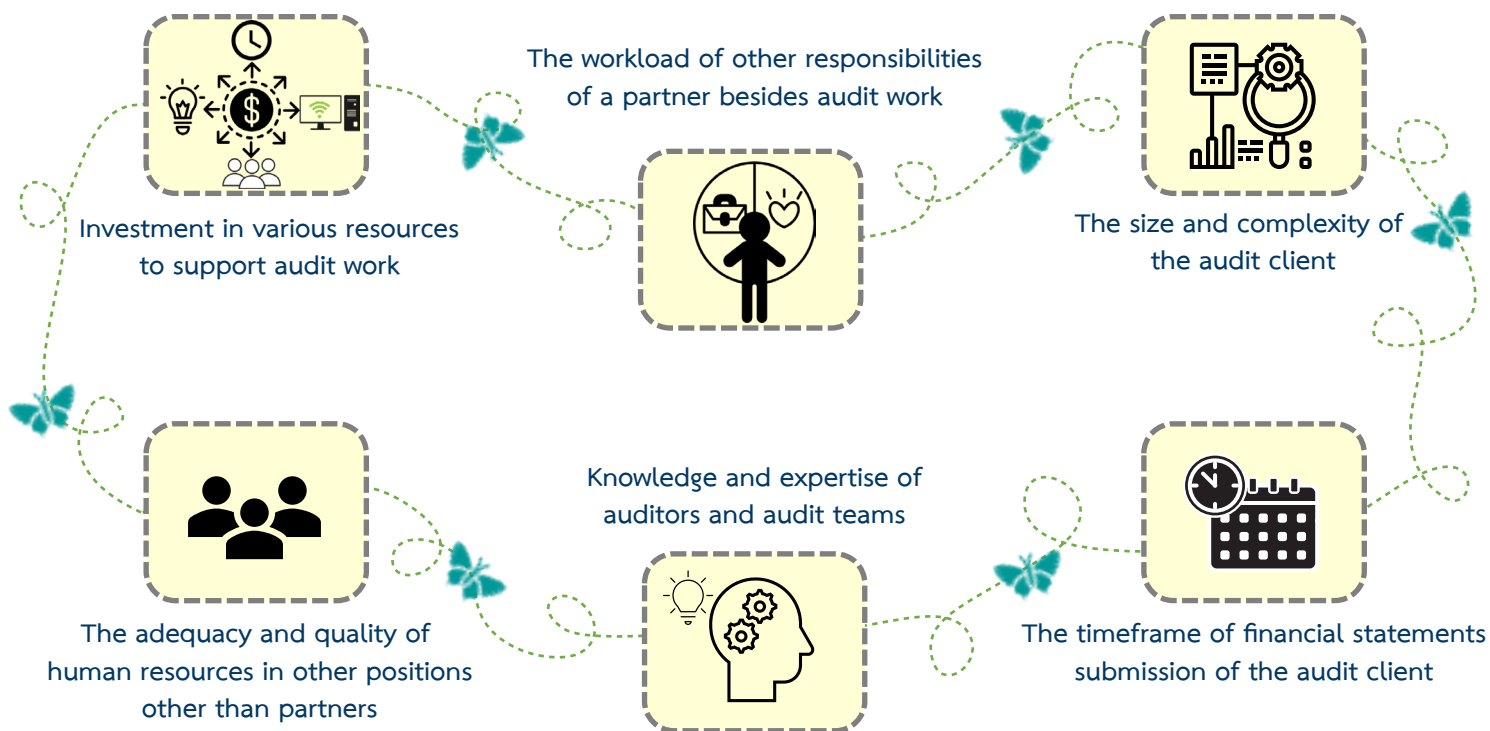 The workload of other responsibilities
of a partner besides audit work
Investment in various resources
to support audit work
The size and complexity of
the audit client
Knowledge and expertise of
auditors and audit teams
The adequacy and quality of
human resources in other positions
other than partners
The timeframe of financial statements
submission of the audit client